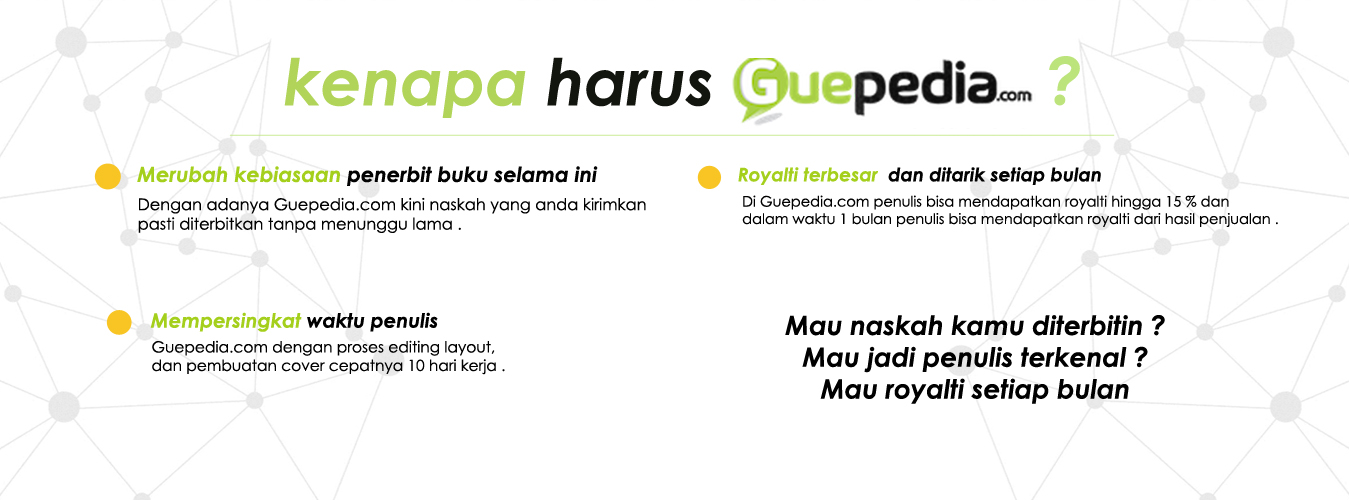 kenapa harus Guepedia.com ?
Merubah kebiasaan penerbit buku selama ini
Dengan adanya Guepedia.com kini naskah yang anda kirimkan
pasti diterbitkan tanpa menunggu lama .
Royalti terbesar dan ditarik setiap bulan
Di Guepedia.com penulis bisa mendapatkan royalti hingga 15 % dan
dalam waktu 1 bulan penulis bisa mendapatkan royalti dari hasil penjualan .
Mempersingkat waktu penulis
Guepedia.com dengan proses editing layout,
dan pembuatan cover cepatnya 10 hari kerja .
Mau naskah kamu diterbitin ?
Mau jadi penulis terkenal ?
Mau royalti setiap bulan